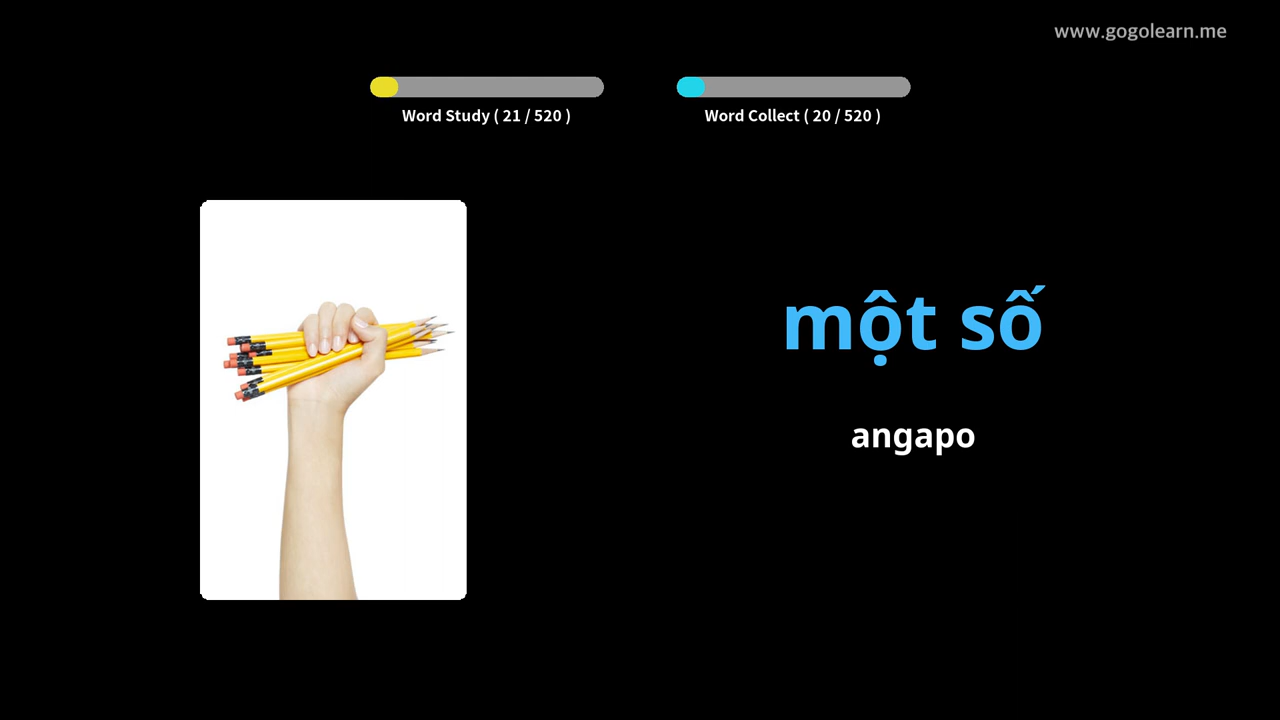 www.gogolearn.me
Word Study ( 21 / 520 )
Word Collect ( 20 / 520 )
một số
angapo